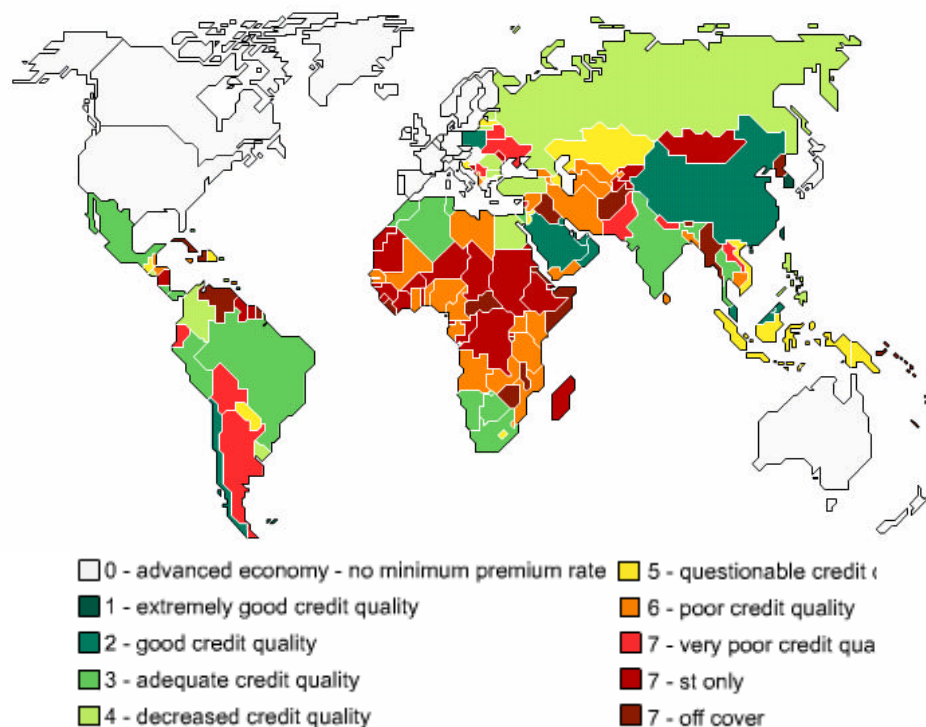 0 - advanced economy - no minimum premium rate
1 - extremely good credit quality
2 - good credit quality
3 - adequate credit quality
4 - decreased credit quality
5 - questionable credit
6 - poor credit quality
7 - very poor credit qua
7 - st only
7 - off cover